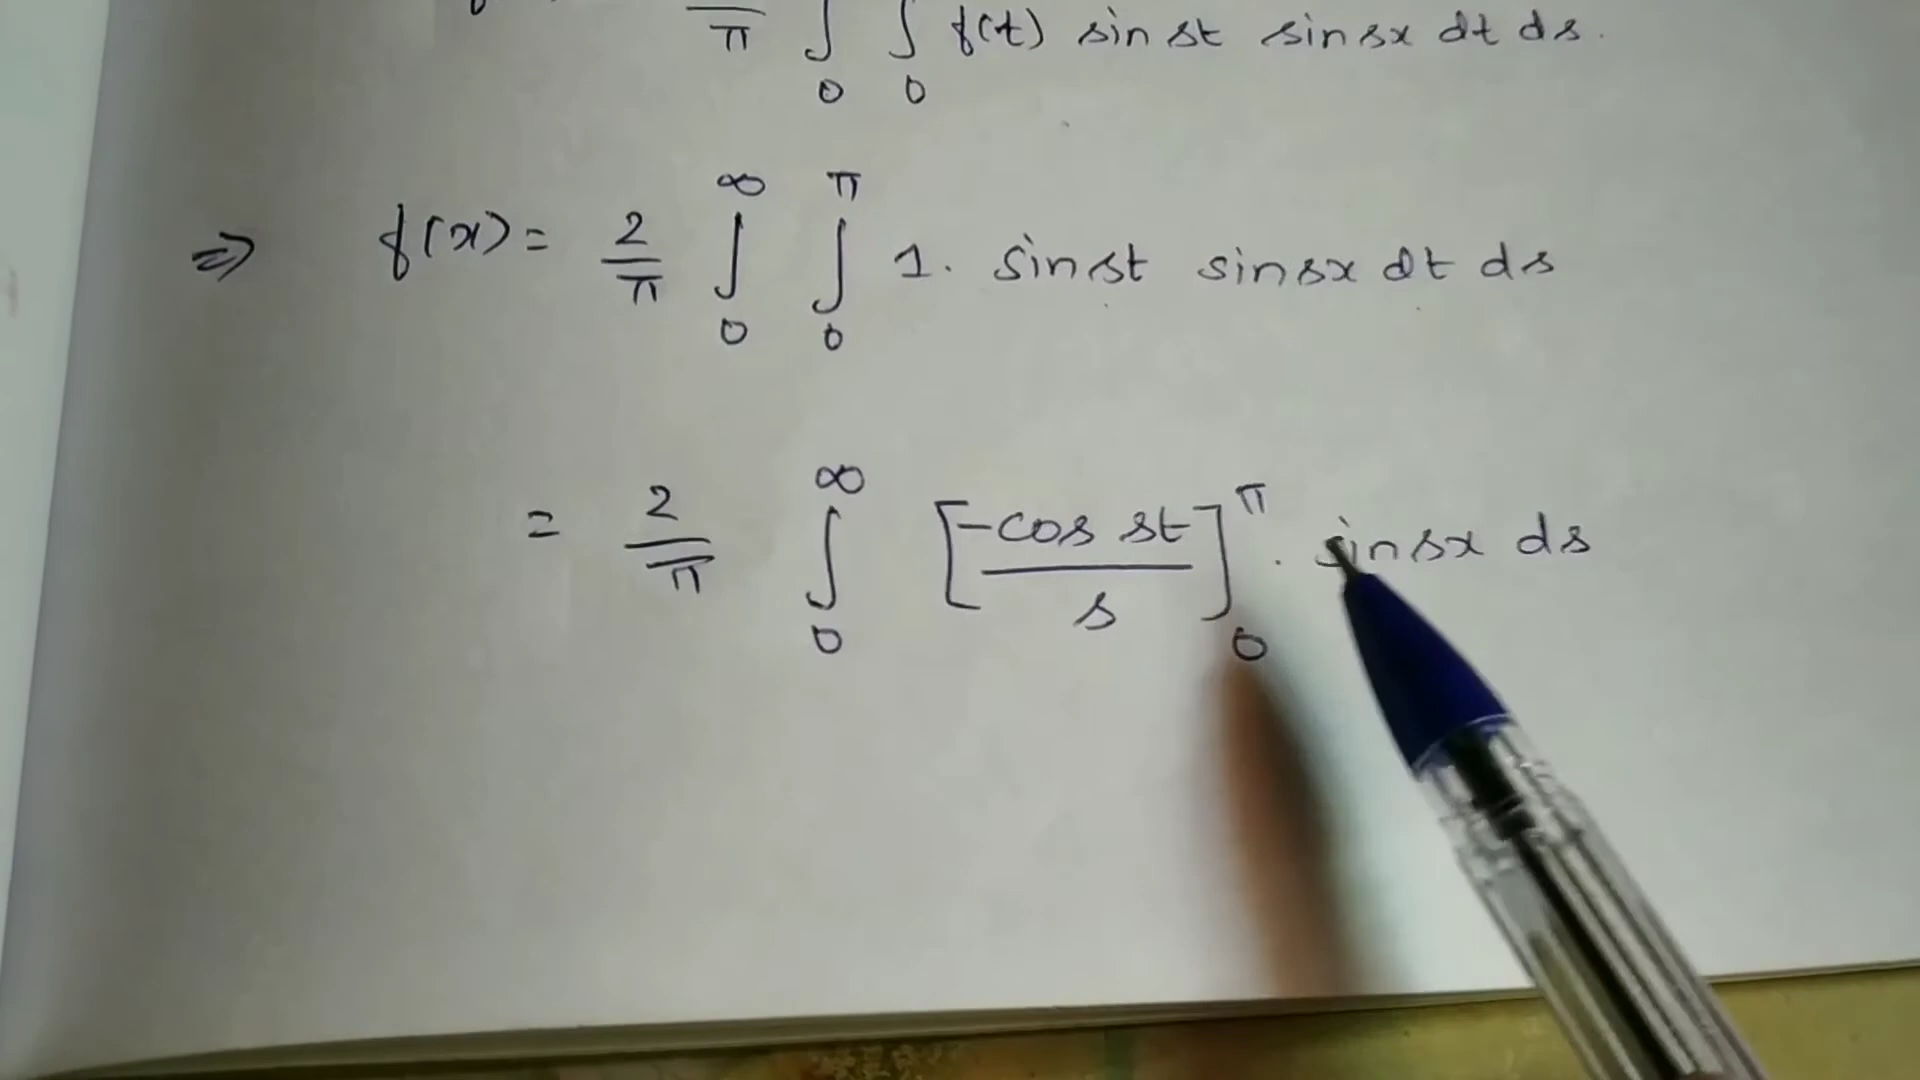 π ∫ ∫ f(t) sin st sin sx dt ds.
0 0
∞ π
⇒ f(x) = 2/π ∫ ∫ 1. sin st sin sx dt ds
0 0
∞ π
= 2/π ∫ [-cos st / s] . sin sx ds
0 0